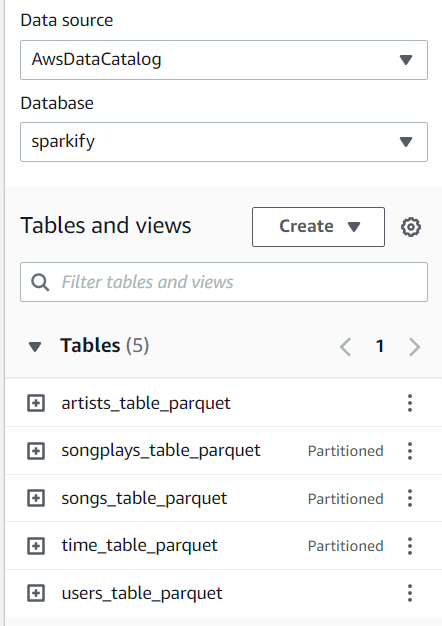 Data source
AwsDataCatalog
Database
sparkify
Tables and views
Create
Filter tables and views
Tables (5)
1
artists_table_parquet
songplays_table_parquet Partitioned
songs_table_parquet Partitioned
time_table_parquet Partitioned
users_table_parquet